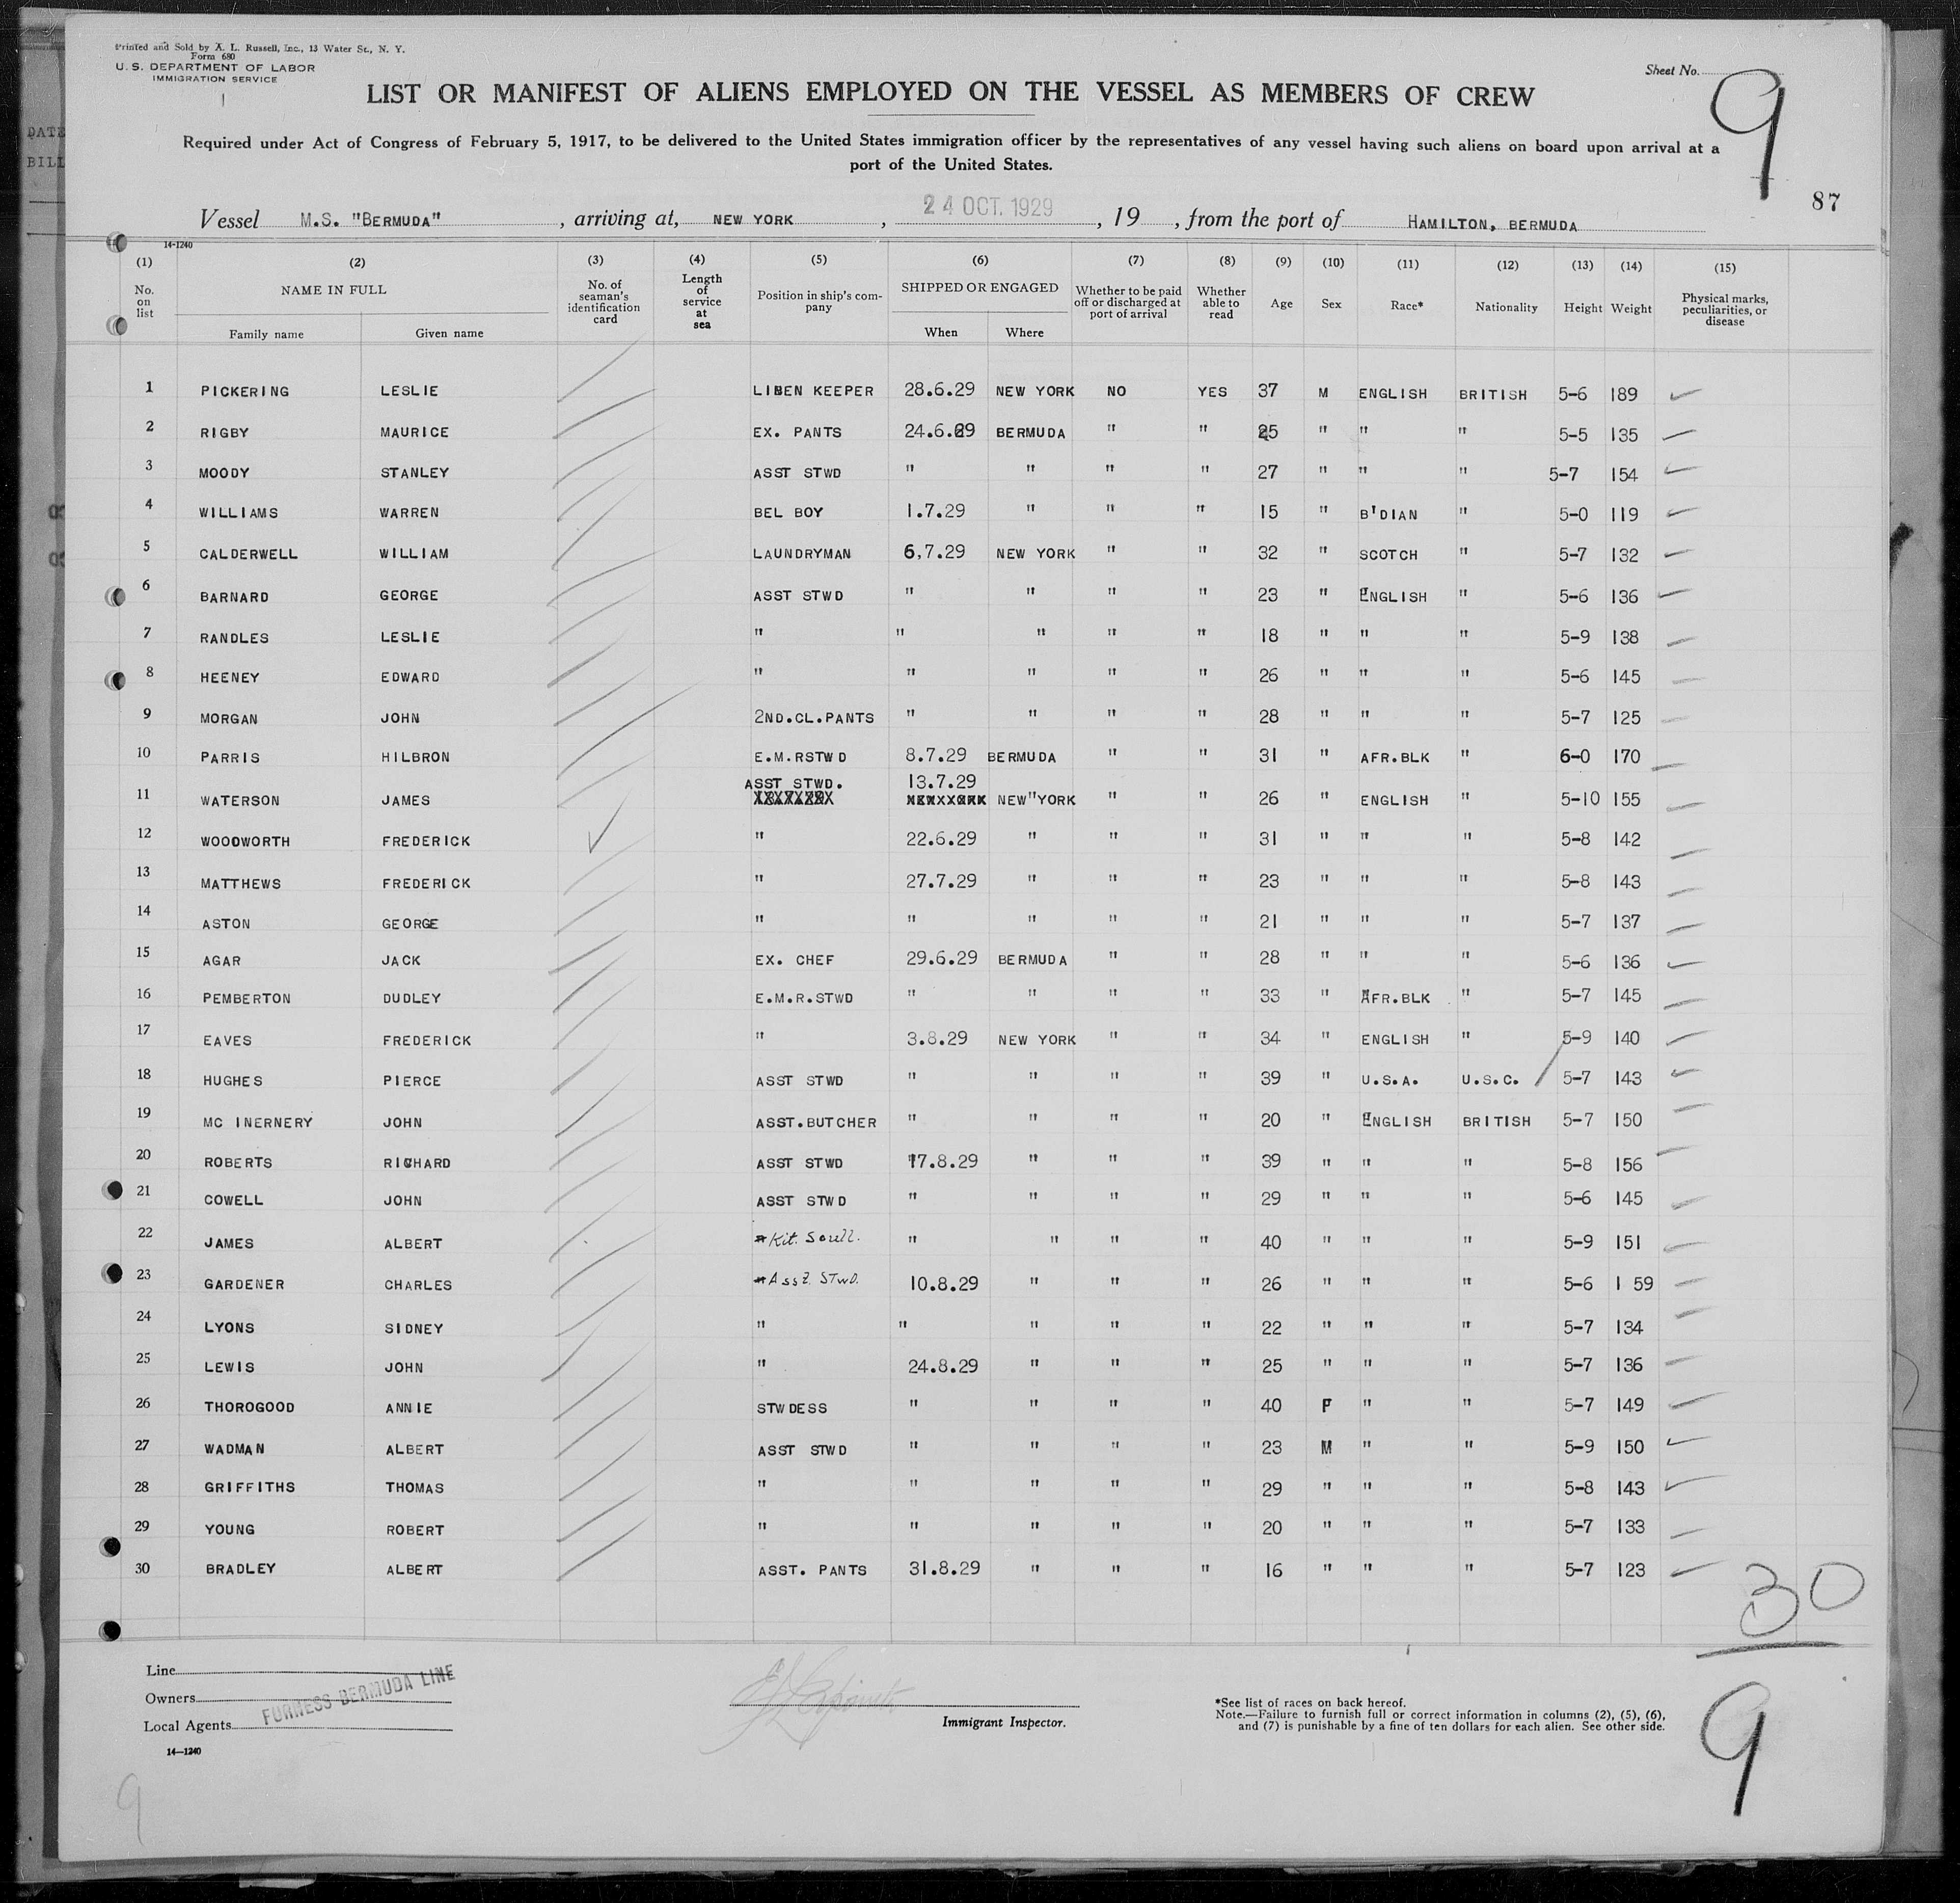 Printed and Sold by A. L. Russell, Inc., 13 Water St., N. Y.
Form 680
U. S. DEPARTMENT OF LABOR
IMMIGRATION SERVICE
Sheet No. 9
LIST OR MANIFEST OF ALIENS EMPLOYED ON THE VESSEL AS MEMBERS OF CREW
Required under Act of Congress of February 5, 1917, to be delivered to the United States immigration officer by the representatives of any vessel having such aliens on board upon arrival at a
port of the United States.
DATE
BILL
87
Vessel M.S. "BERMUDA" , arriving at, NEW YORK , 24 OCT. 1929 , 19 , from the port of HAMILTON, BERMUDA
14-1240
(1) (2) (3) (4) (5) (6) (7) (8) (9) (10) (11) (12) (13) (14) (15)
No. on list NAME IN FULL Family name Given name No. of seaman's identification card Length of service at sea Position in ship's company SHIPPED OR ENGAGED When Where Whether to be paid off or discharged at port of arrival Whether able to read Age Sex Race* Nationality Height Weight Physical marks, peculiarities, or disease
1 PICKERING LESLIE LIBEN KEEPER 28.6.29 NEW YORK NO YES 37 M ENGLISH BRITISH 5-6 189
2 RIGBY MAURICE EX. PANTS 24.6.29 BERMUDA " " 25 " " " 5-5 135
3 MOODY STANLEY ASST STWD " " " " 27 " " " 5-7 154
4 WILLIAMS WARREN BEL BOY 1.7.29 " " " 15 " B'DIAN " 5-0 119
5 CALDERWELL WILLIAM LAUNDRYMAN 6,7.29 NEW YORK " " 32 " SCOTCH " 5-7 132
6 BARNARD GEORGE ASST STWD " " " " 23 " ENGLISH " 5-6 136
7 RANDLES LESLIE " " " " " 18 " " " 5-9 138
8 HEENEY EDWARD " " " " " 26 " " " 5-6 145
9 MORGAN JOHN 2ND.CL.PANTS " " " " 28 " " " 5-7 125
10 PARRIS HILBRON E.M.RSTWD 8.7.29 BERMUDA " " 31 " AFR.BLK " 6-0 170
11 WATERSON JAMES ASST STWD. 13.7.29 NEW"YORK " " 26 " ENGLISH " 5-10 155
12 WOODWORTH FREDERICK " 22.6.29 " " " 31 " " " 5-8 142
13 MATTHEWS FREDERICK " 27.7.29 " " " 23 " " " 5-8 143
14 ASTON GEORGE " " " " " 21 " " " 5-7 137
15 AGAR JACK EX. CHEF 29.6.29 BERMUDA " " 28 " " " 5-6 136
16 PEMBERTON DUDLEY E.M.R.STWD " " " " 33 " AFR.BLK " 5-7 145
17 EAVES FREDERICK " 3.8.29 NEW YORK " " 34 " ENGLISH " 5-9 140
18 HUGHES PIERCE ASST STWD " " " " 39 " U.S.A. U.S.C. 5-7 143
19 MC INERNERY JOHN ASST.BUTCHER " " " " 20 " ENGLISH BRITISH 5-7 150
20 ROBERTS RICHARD ASST STWD 17.8.29 " " " 39 " " " 5-8 156
21 COWELL JOHN ASST STWD " " " " 29 " " " 5-6 145
22 JAMES ALBERT Kit. Scull. " " " " 40 " " " 5-9 151
23 GARDENER CHARLES Asst. STWD. 10.8.29 " " " 26 " " " 5-6 1 59
24 LYONS SIDNEY " " " " " 22 " " " 5-7 134
25 LEWIS JOHN " 24.8.29 " " " 25 " " " 5-7 136
26 THOROGOOD ANNIE STWDESS " " " " 40 F " " 5-7 149
27 WADMAN ALBERT ASST STWD " " " " 23 M " " 5-9 150
28 GRIFFITHS THOMAS " " " " " 29 " " " 5-8 143
29 YOUNG ROBERT " " " " " 20 " " " 5-7 133
30 BRADLEY ALBERT ASST. PANTS 31.8.29 " " " 16 " " " 5-7 123
30
9
Line
Owners
Local Agents
FURNESS BERMUDA LINE
14—1240
Immigrant Inspector.
*See list of races on back hereof.
Note.—Failure to furnish full or correct information in columns (2), (5), (6),
and (7) is punishable by a fine of ten dollars for each alien. See other side.
9